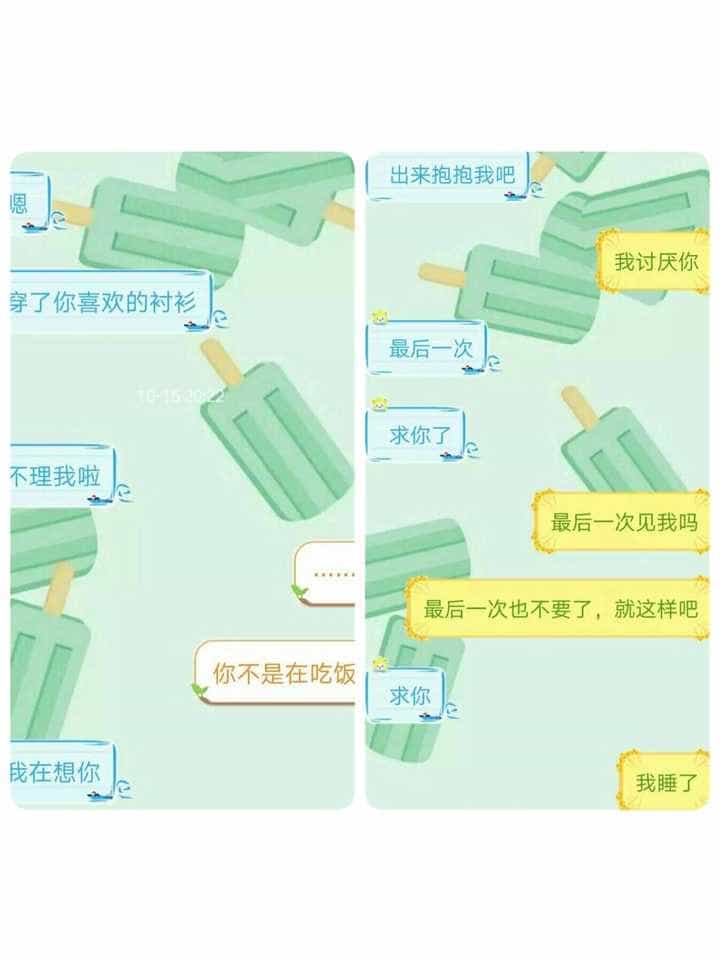 嗯
穿了你喜欢的衬衫
10-15 20:22
不理我啦
……
你不是在吃饭
我在想你
出来抱抱我吧
我讨厌你
最后一次
求你了
最后一次见我吗
最后一次也不要了，就这样吧
求你
我睡了